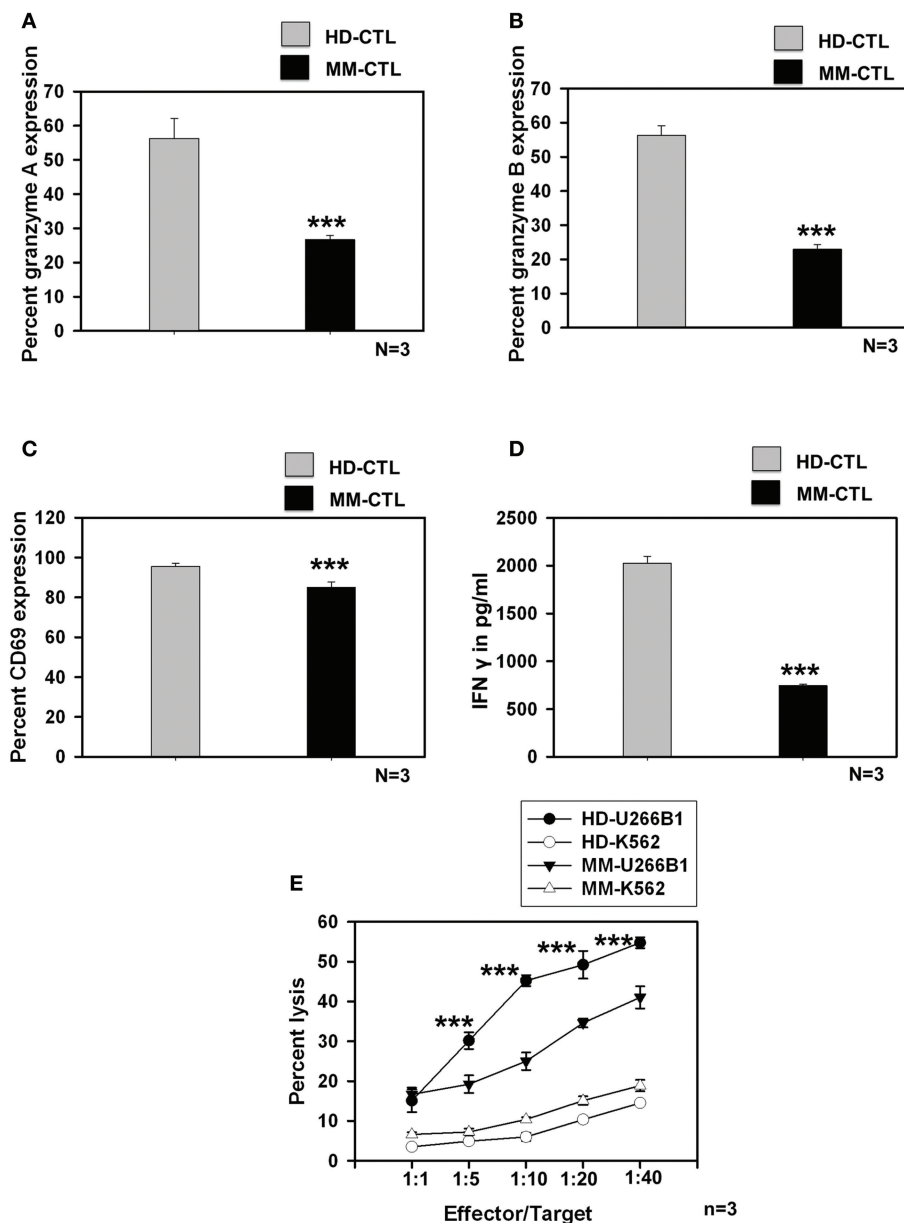 A
HD-CTL
MM-CTL
Percent granzyme A expression
70
60
50
40
30
20
10
0
***
N=3
B
HD-CTL
MM-CTL
Percent granzyme B expression
70
60
50
40
30
20
10
0
***
N=3
C
HD-CTL
MM-CTL
Percent CD69 expression
120
100
80
60
40
20
0
***
N=3
D
HD-CTL
MM-CTL
IFN γ in pg/ml
2500
2000
1500
1000
500
0
***
N=3
E
HD-U266B1
HD-K562
MM-U266B1
MM-K562
Percent lysis
60
50
40
30
20
10
0
*** *** *** ***
1:1 1:5 1:10 1:20 1:40
Effector/Target
n=3